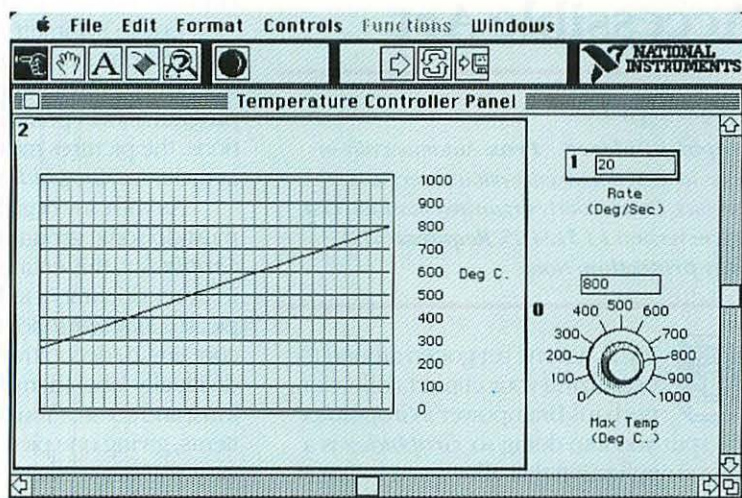 File Edit Format Controls Functions Windows
A
NATIONAL
INSTRUMENTS
Temperature Controller Panel
2
1000
900
800
700
600 Deg C.
500
400
300
200
100
0
1 20
Rate
(Deg/Sec)
800
0
400 500 600
300 700
200 800
100 900
0 1000
Max Temp
(Deg C.)